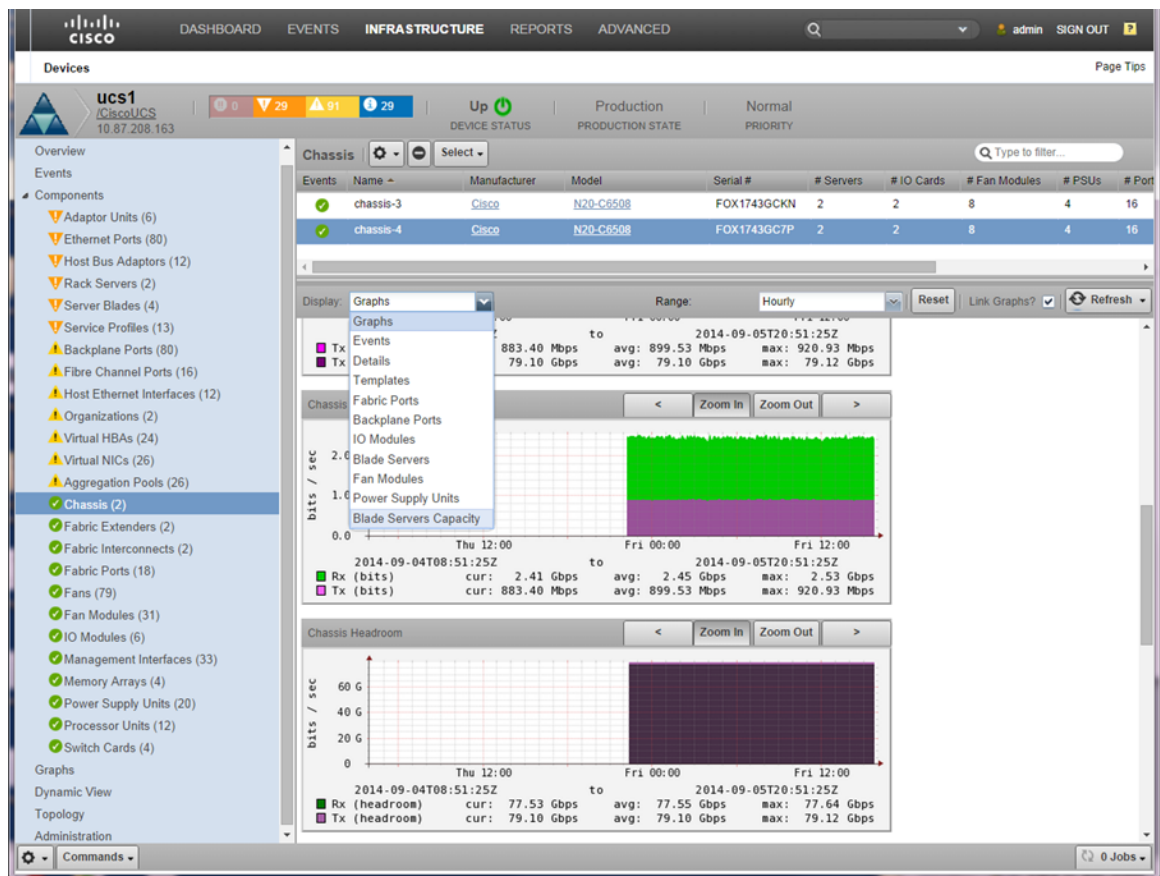 CISCO DASHBOARD EVENTS INFRASTRUCTURE REPORTS ADVANCED admin SIGN OUT ?
Devices Page Tips
ucs1
/CiscoUCS
10.87.208.163
0 29 91 29
Up
DEVICE STATUS
Production
PRODUCTION STATE
Normal
PRIORITY
Overview
Events
Components
Adaptor Units (6)
Ethernet Ports (80)
Host Bus Adaptors (12)
Rack Servers (2)
Server Blades (4)
Service Profiles (13)
Backplane Ports (80)
Fibre Channel Ports (16)
Host Ethernet Interfaces (12)
Organizations (2)
Virtual HBAs (24)
Virtual NICs (26)
Aggregation Pools (26)
Chassis (2)
Fabric Extenders (2)
Fabric Interconnects (2)
Fabric Ports (18)
Fans (79)
Fan Modules (31)
IO Modules (6)
Management Interfaces (33)
Memory Arrays (4)
Power Supply Units (20)
Processor Units (12)
Switch Cards (4)
Graphs
Dynamic View
Topology
Administration
Chassis Select Type to filter...
Events Name Manufacturer Model Serial # # Servers # IO Cards # Fan Modules # PSUs # Port
chassis-3 Cisco N20-C6508 FOX1743GCKN 2 2 8 4 16
chassis-4 Cisco N20-C6508 FOX1743GC7P 2 2 8 4 16
Display: Graphs Range: Hourly Reset Link Graphs? Refresh
Graphs
Events
Details
Templates
Fabric Ports
Backplane Ports
IO Modules
Blade Servers
Fan Modules
Power Supply Units
Blade Servers Capacity
to 2014-09-05T20:51:25Z
Tx 883.40 Mbps avg: 899.53 Mbps max: 920.93 Mbps
Tx 79.10 Gbps avg: 79.10 Gbps max: 79.12 Gbps
Chassis < Zoom In Zoom Out >
bits / sec
2.0
1.0
0.0
Thu 12:00 Fri 00:00 Fri 12:00
2014-09-04T08:51:25Z to 2014-09-05T20:51:25Z
Rx (bits) cur: 2.41 Gbps avg: 2.45 Gbps max: 2.53 Gbps
Tx (bits) cur: 883.40 Mbps avg: 899.53 Mbps max: 920.93 Mbps
Chassis Headroom < Zoom In Zoom Out >
bits / sec
60 G
40 G
20 G
0
Thu 12:00 Fri 00:00 Fri 12:00
2014-09-04T08:51:25Z to 2014-09-05T20:51:25Z
Rx (headroom) cur: 77.53 Gbps avg: 77.55 Gbps max: 77.64 Gbps
Tx (headroom) cur: 79.10 Gbps avg: 79.10 Gbps max: 79.12 Gbps
Commands 0 Jobs